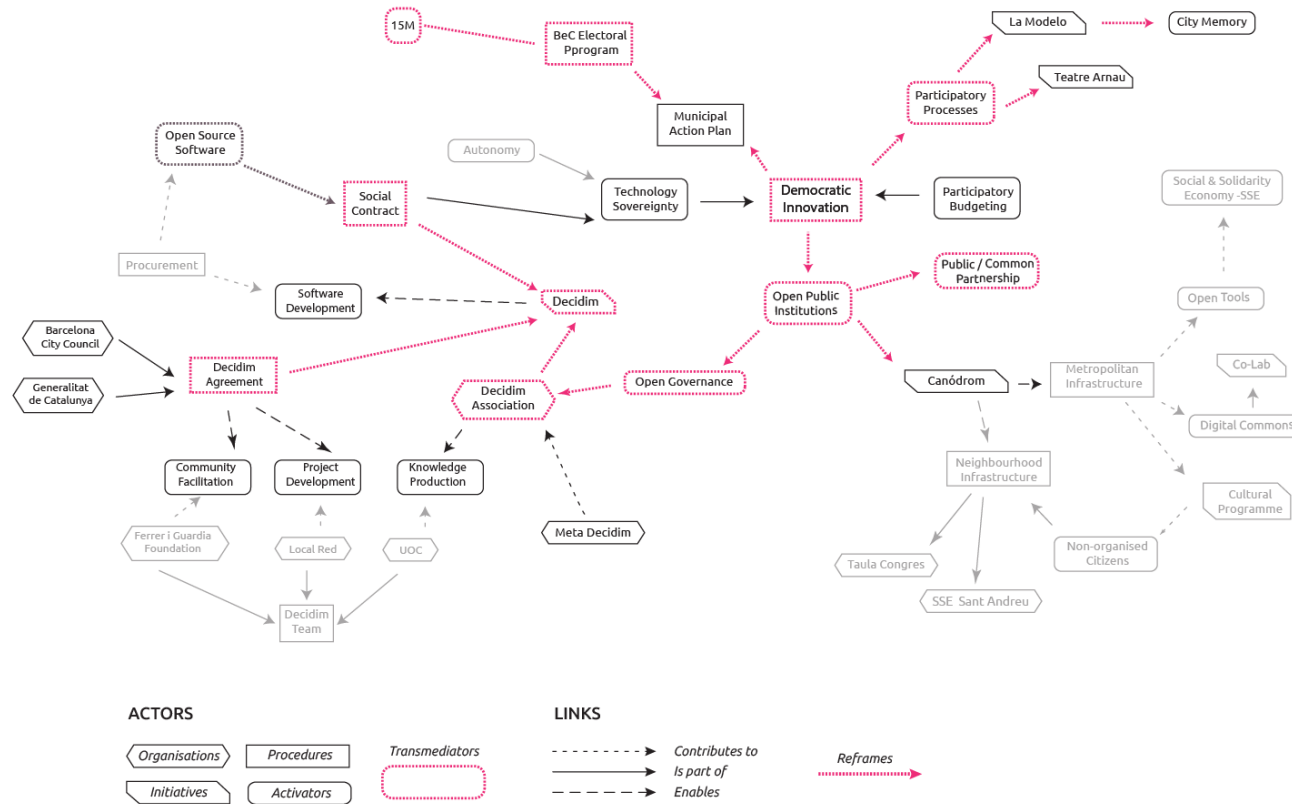 15M
BeC Electoral
Pprogram
La Modelo
City Memory
Teatre Arnau
Participatory
Processes
Municipal
Action Plan
Open Source
Software
Autonomy
Social
Contract
Technology
Sovereignty
Democratic
Innovation
Participatory
Budgeting
Social & Solidarity
Economy -SSE
Procurement
Software
Development
Decidim
Open Public
Institutions
Public / Common
Partnership
Open Tools
Barcelona
City Council
Generalitat
de Catalunya
Decidim
Agreement
Decidim
Association
Open Governance
Canódrom
Metropolitan
Infrastructure
Co-Lab
Digital Commons
Community
Facilitation
Project
Development
Knowledge
Production
Neighbourhood
Infrastructure
Cultural
Programme
Ferrer i Guardia
Foundation
Local Red
UOC
Meta Decidim
Taula Congres
Non-organised
Citizens
SSE Sant Andreu
Decidim
Team
ACTORS
LINKS
Organisations
Procedures
Transmediators
Initiatives
Activators
Contributes to
Is part of
Enables
Reframes